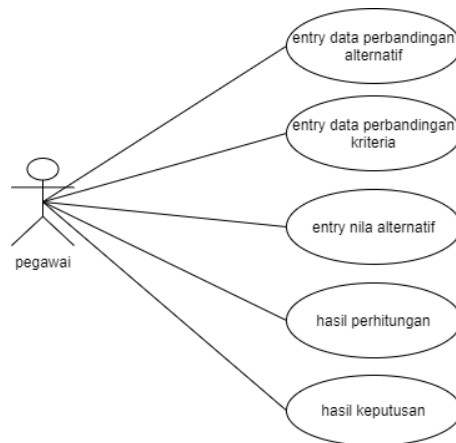 entry data perbandingan
alternatif
entry data perbandingan
kriteria
entry nila alternatif
pegawai
hasil perhitungan
hasil keputusan